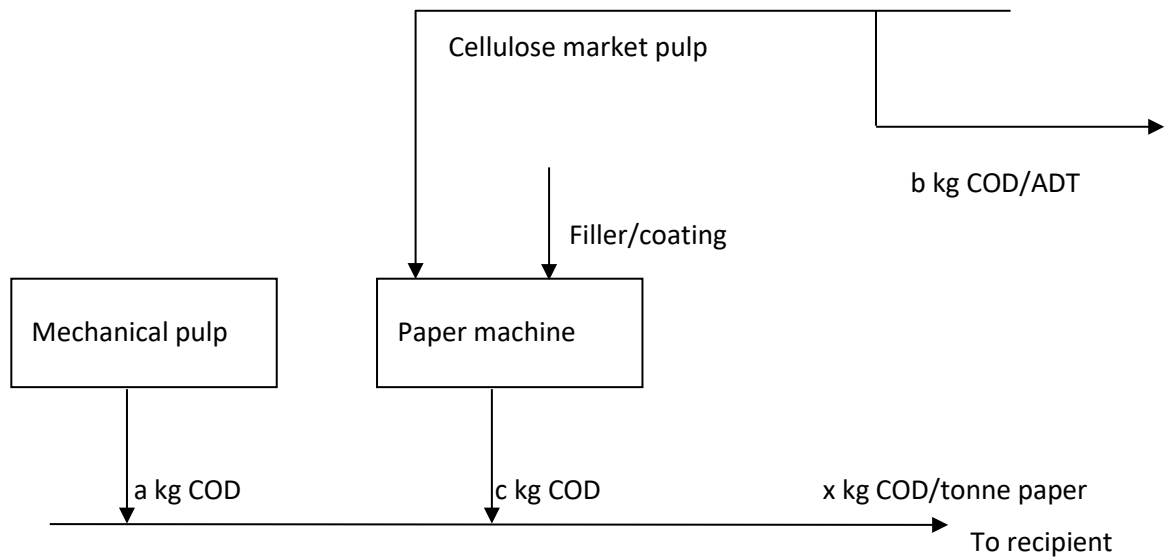 Cellulose market pulp
b kg COD/ADT
Filler/coating
Mechanical pulp
Paper machine
a kg COD
c kg COD
x kg COD/tonne paper
To recipient